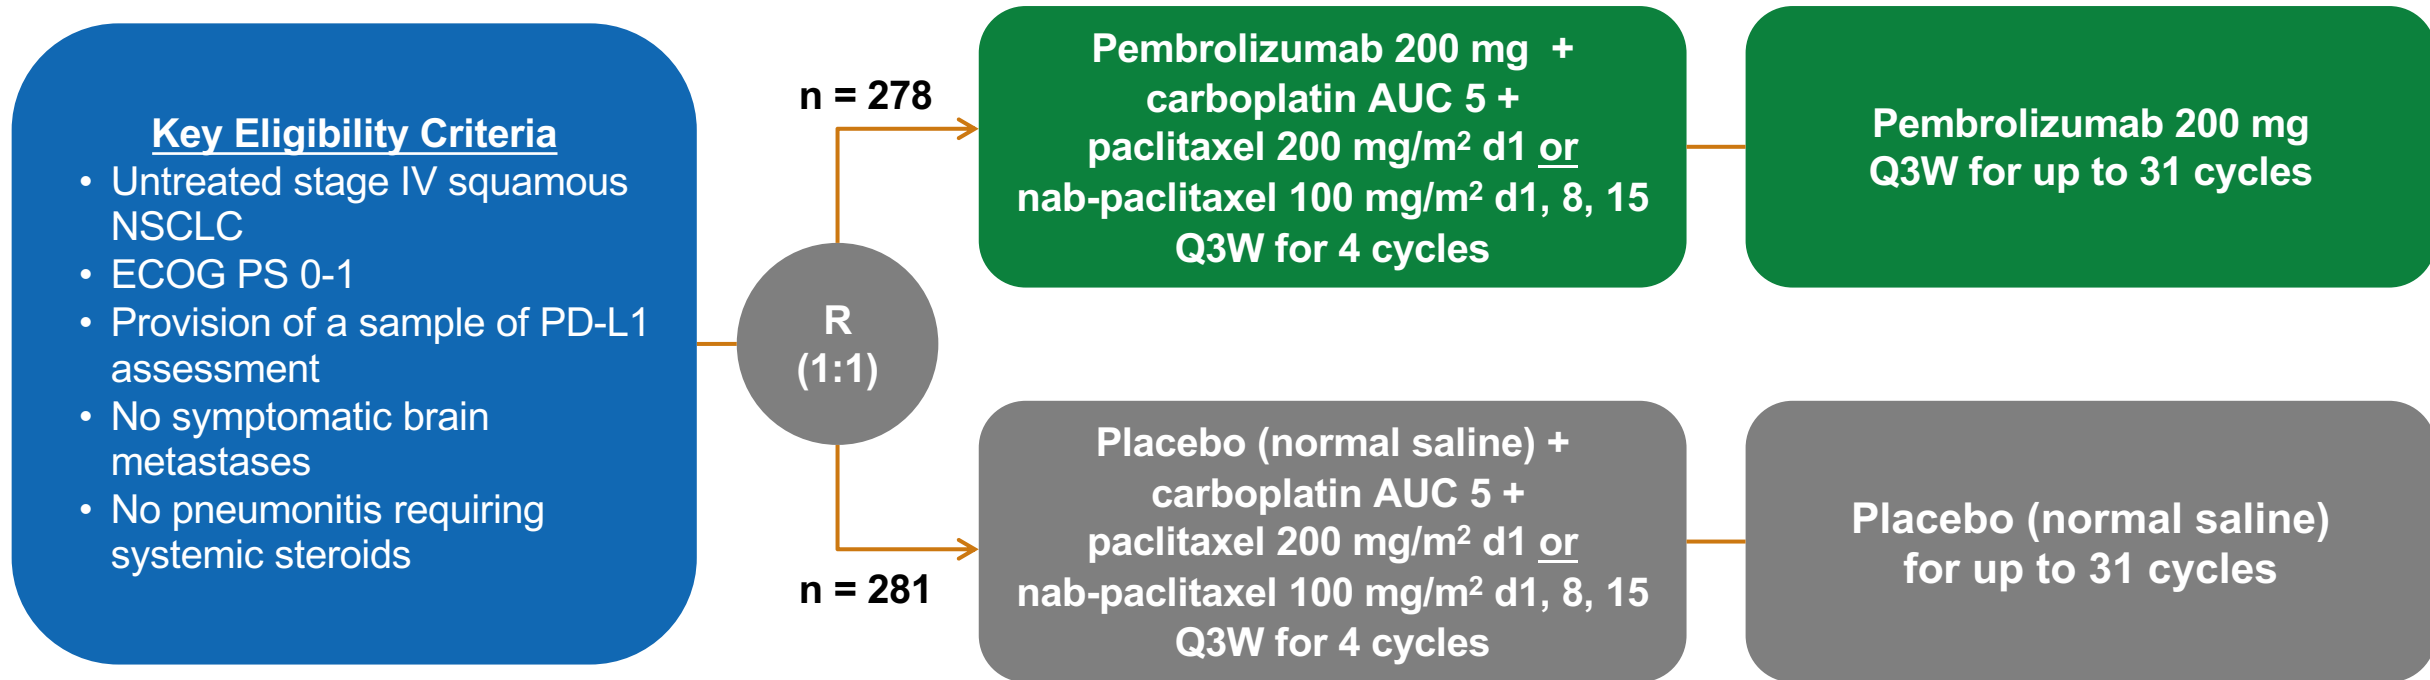 Key Eligibility Criteria
• Untreated stage IV squamous
NSCLC
• ECOG PS 0-1
• Provision of a sample of PD-L1
assessment
• No symptomatic brain
metastases
• No pneumonitis requiring
systemic steroids
R
(1:1)
n = 278
Pembrolizumab 200 mg +
carboplatin AUC 5 +
paclitaxel 200 mg/m² d1 or
nab-paclitaxel 100 mg/m² d1, 8, 15
Q3W for 4 cycles
Pembrolizumab 200 mg
Q3W for up to 31 cycles
n = 281
Placebo (normal saline) +
carboplatin AUC 5 +
paclitaxel 200 mg/m² d1 or
nab-paclitaxel 100 mg/m² d1, 8, 15
Q3W for 4 cycles
Placebo (normal saline)
for up to 31 cycles